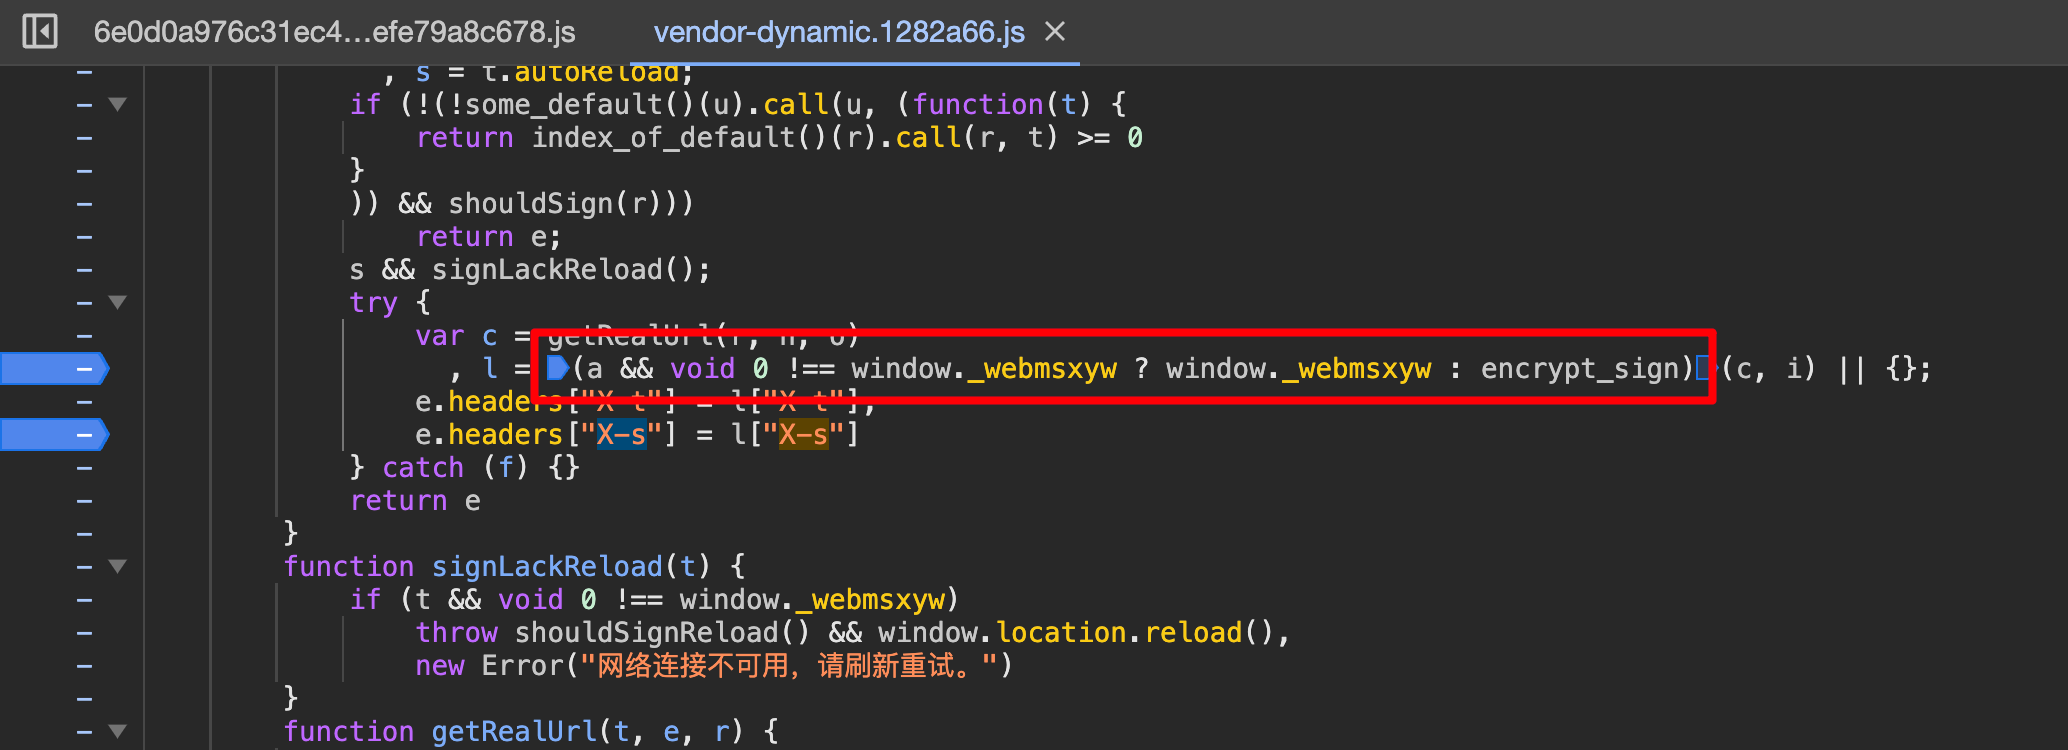 6e0d0a976c31ec4…efe79a8c678.js
vendor-dynamic.1282a66.js
, s = t.autoReload;
if (!(!some_default()(u).call(u, (function(t) {
return index_of_default()(r).call(r, t) >= 0
}
)) && shouldSign(r)))
return e;
s && signLackReload();
try {
var c = getRealUrl(r, n, o)
, l = (a && void 0 !== window._webmsxyw ? window._webmsxyw : encrypt_sign)(c, i) || {};
e.headers["X-t"] = l["X-t"],
e.headers["X-s"] = l["X-s"]
} catch (f) {}
return e
}
function signLackReload(t) {
if (t && void 0 !== window._webmsxyw)
throw shouldSignReload() && window.location.reload(),
new Error("网络连接不可用，请刷新重试。")
}
function getRealUrl(t, e, r) {